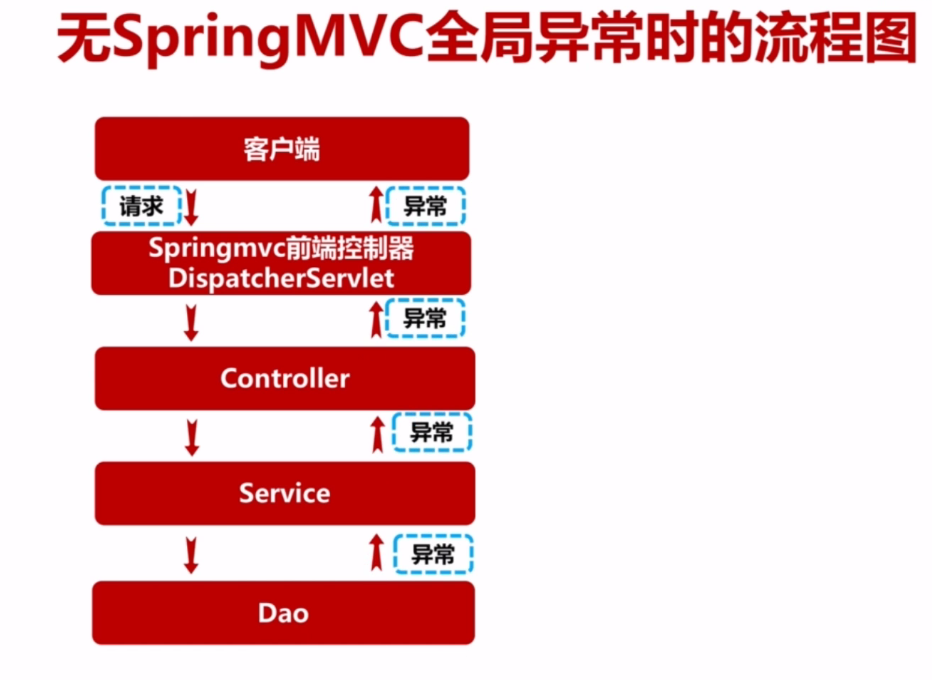 无SpringMVC全局异常时的流程图
客户端
请求
异常
Springmvc前端控制器
DispatcherServlet
异常
Controller
异常
Service
异常
Dao